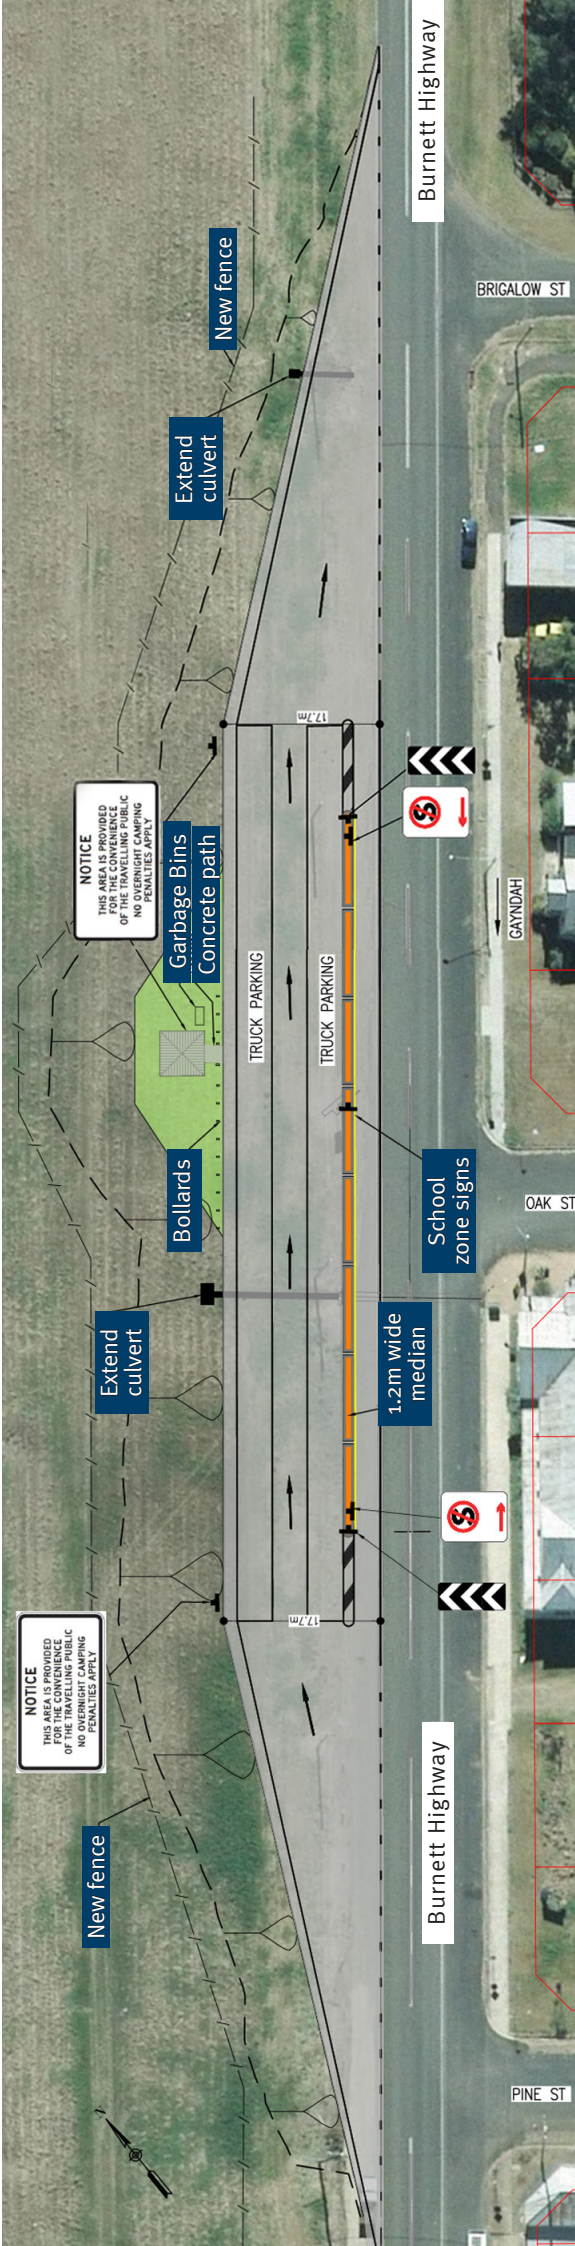 Burnett Highway
BRIGALOW ST
New fence
Extend
culvert
17.7m
NOTICE
THIS AREA IS PROVIDED
FOR THE CONVENIENCE
OF THE TRAVELLING PUBLIC
NO OVERNIGHT CAMPING
PENALTIES APPLY
Garbage Bins
Concrete path
S
GAYNDAH
TRUCK PARKING
TRUCK PARKING
Bollards
School
zone signs
OAK ST
Extend
culvert
1.2m wide
median
S
17.7m
NOTICE
THIS AREA IS PROVIDED
FOR THE CONVENIENCE
OF THE TRAVELLING PUBLIC
NO OVERNIGHT CAMPING
PENALTIES APPLY
Burnett Highway
New fence
PINE ST